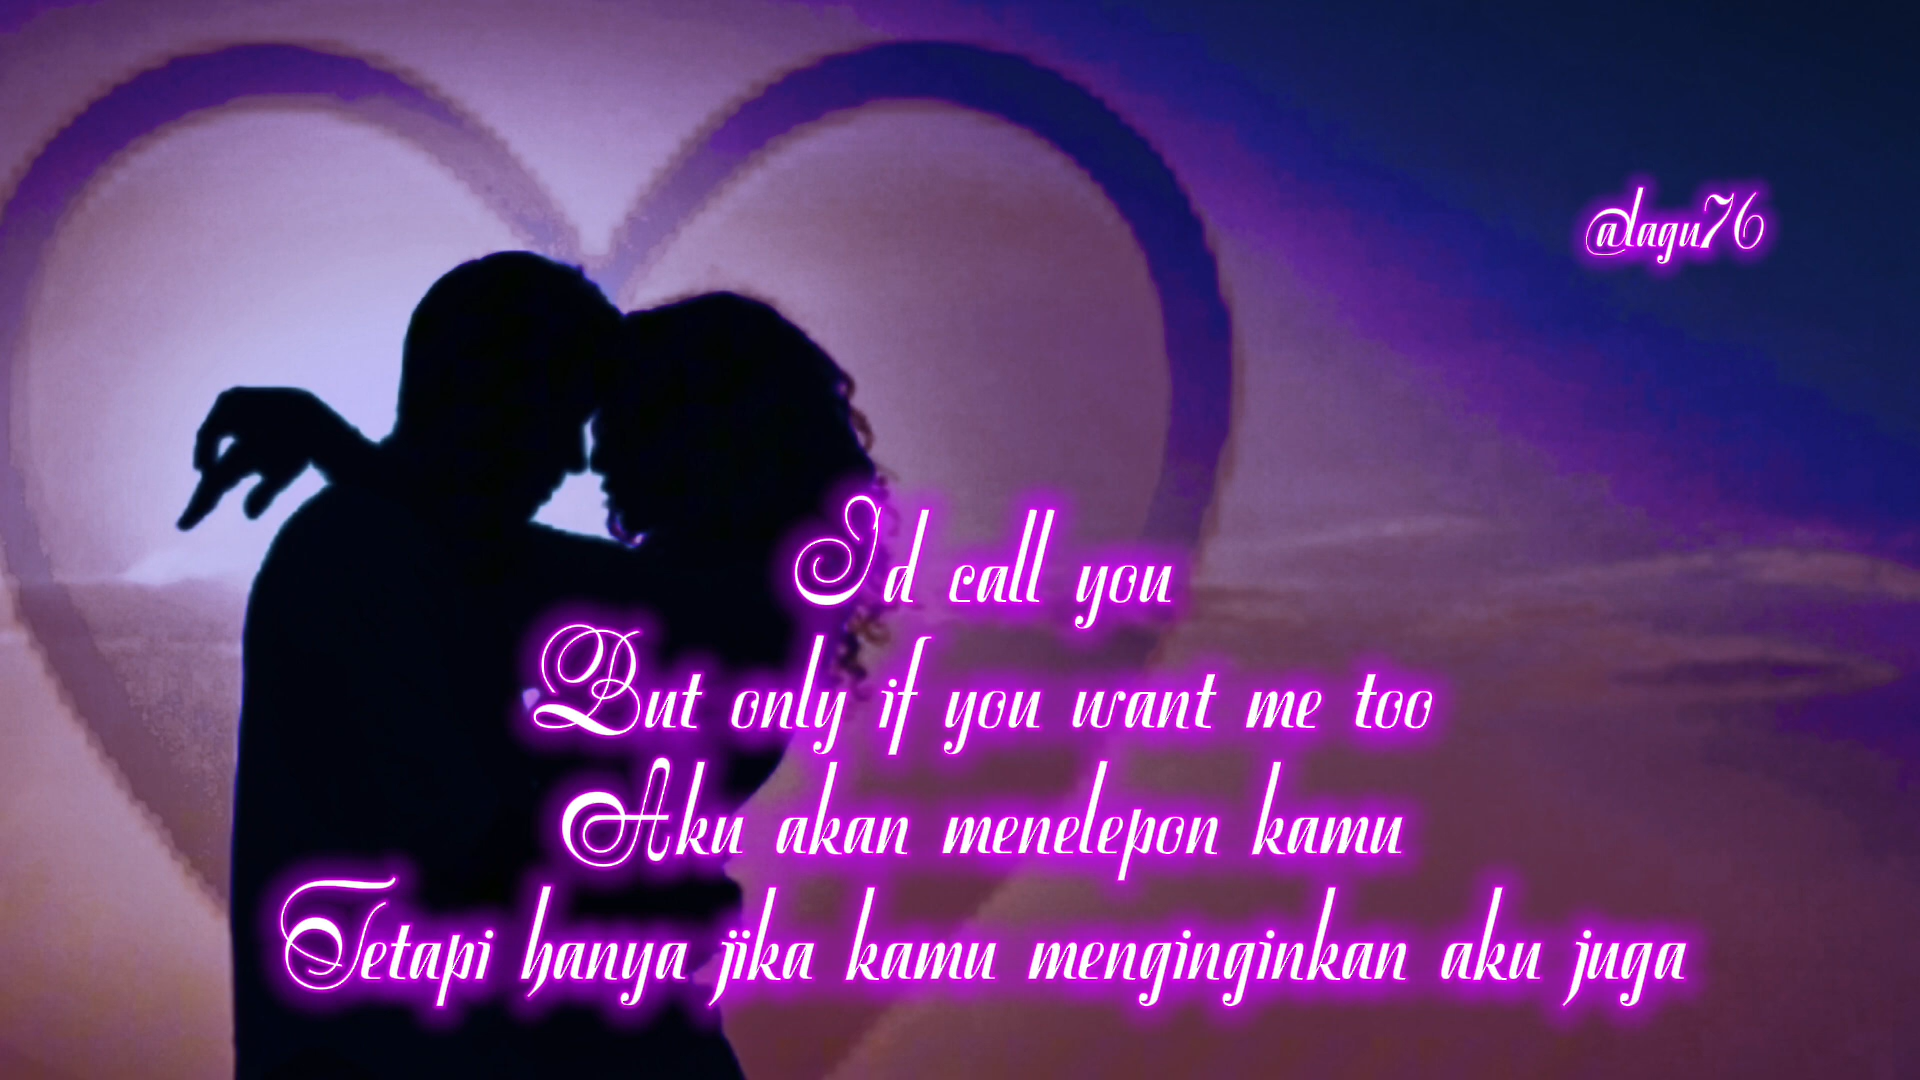 @lagu76
Id call you
But only if you want me too
Aku akan menelepon kamu
Tetapi hanya jika kamu menginginkan aku juga